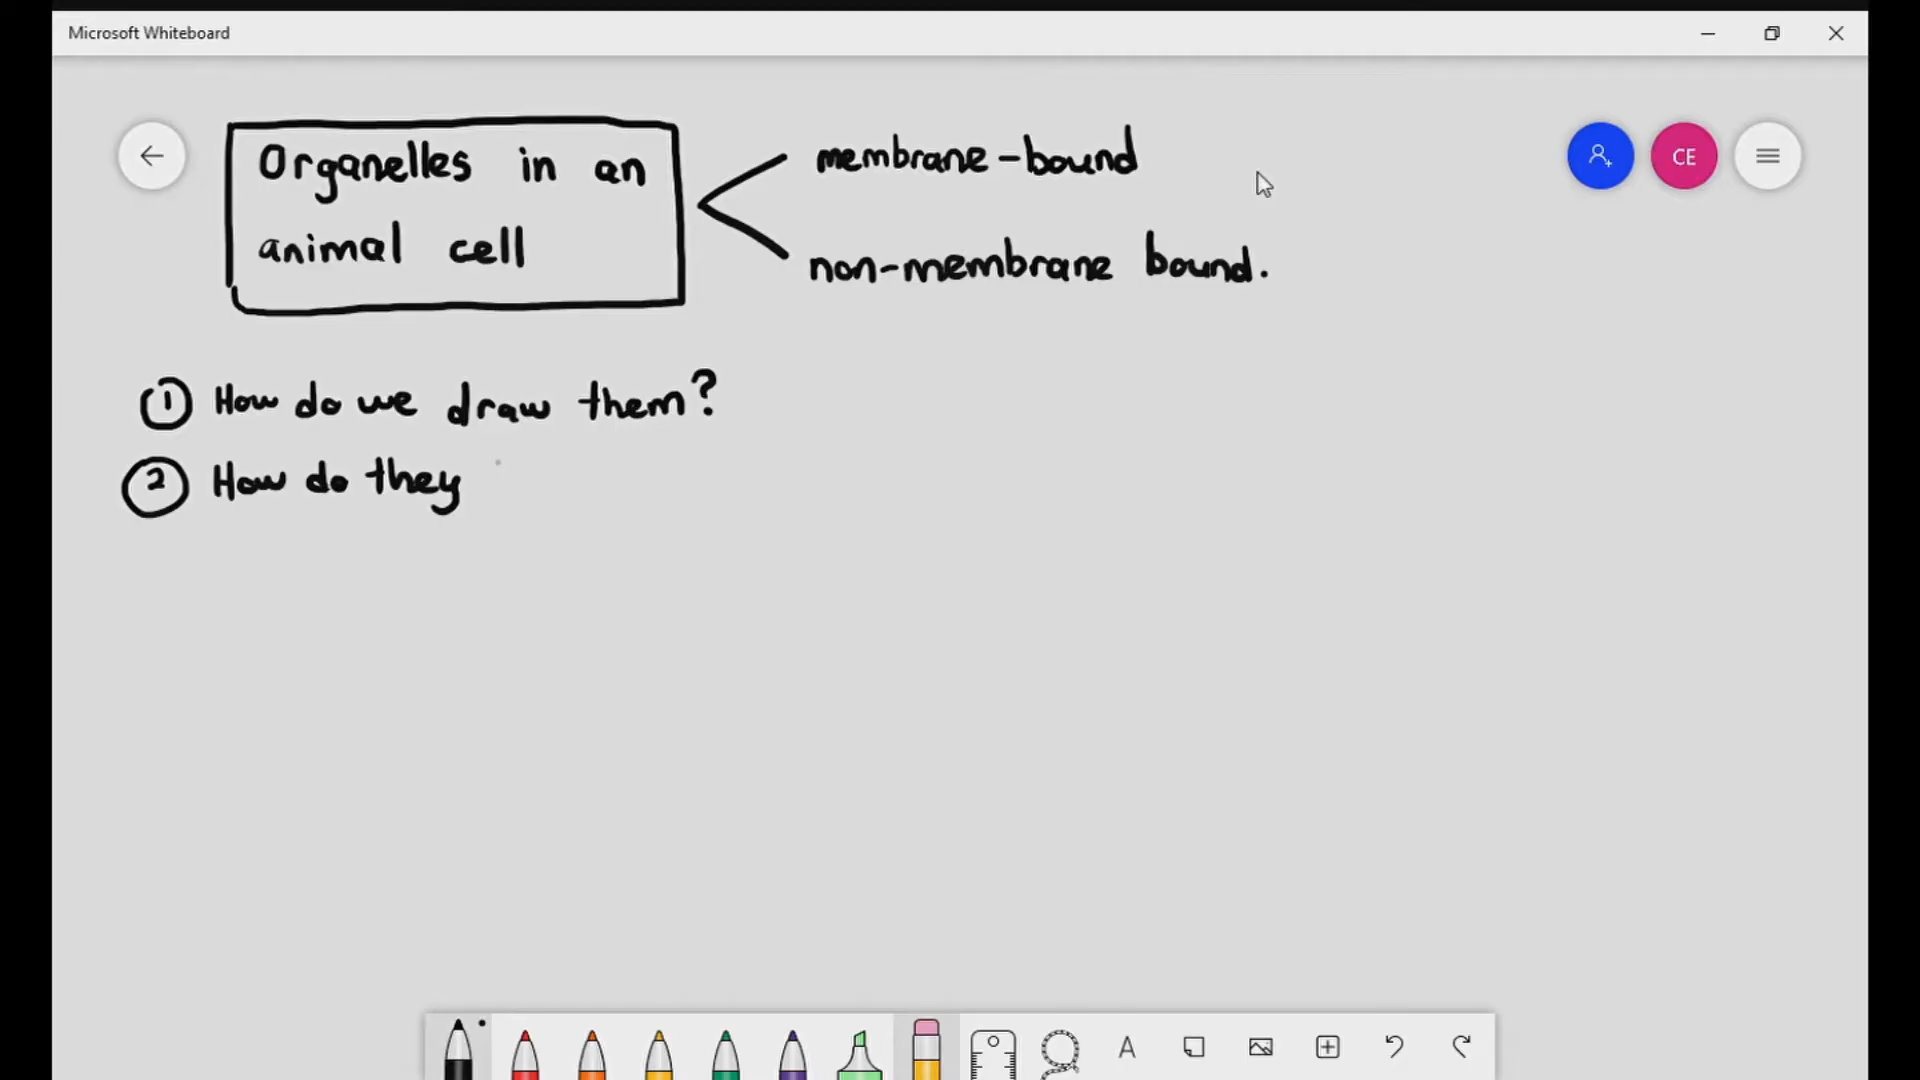 Microsoft Whiteboard
Organelles in an
animal cell
membrane-bound
non-membrane bound.
CE
① How do we draw them?
② How do they
A